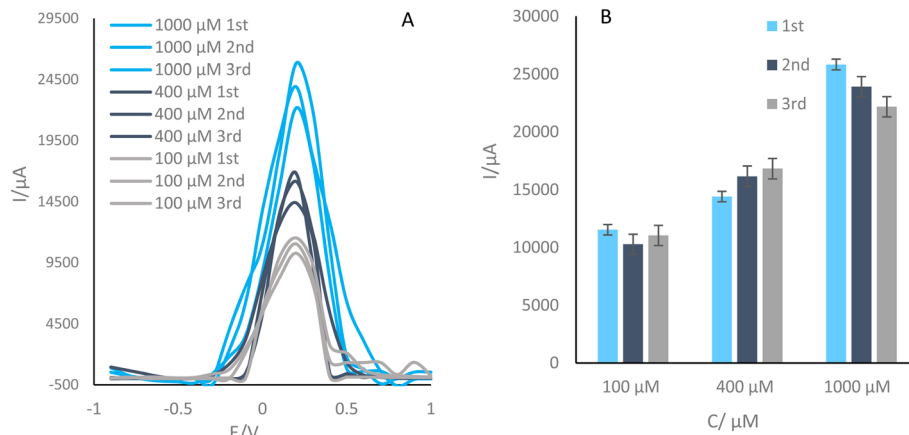 A
29500
24500
19500
14500
9500
4500
-500
I/µA
1000 µM 1st
1000 µM 2nd
1000 µM 3rd
400 µM 1st
400 µM 2nd
400 µM 3rd
100 µM 1st
100 µM 2nd
100 µM 3rd
-1
-0.5
0
0.5
1
E/V
B
30000
25000
20000
15000
10000
5000
0
I/µA
1st
2nd
3rd
100 µM
400 µM
1000 µM
C/ µM